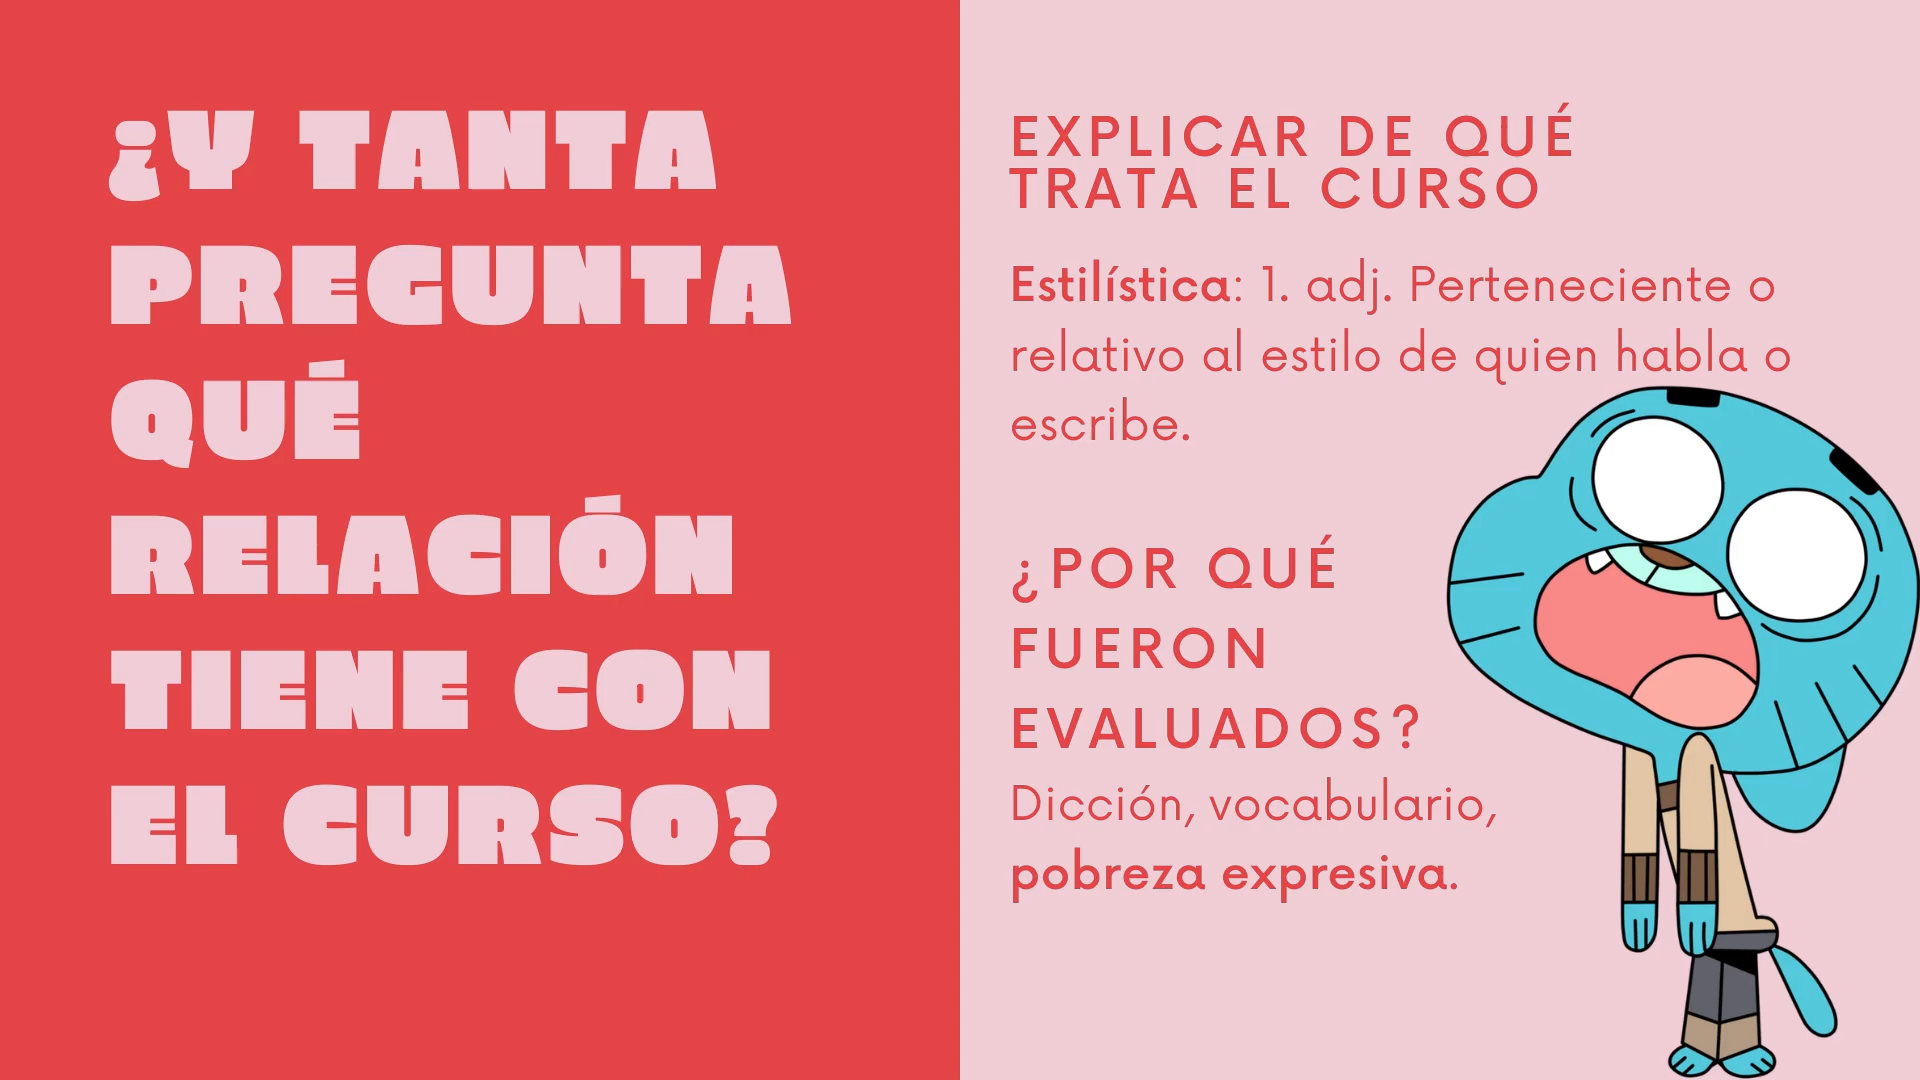 ¿Y TANTA
PREGUNTA
QUÉ
RELACIÓN
TIENE CON
EL CURSO?
EXPLICAR DE QUÉ
TRATA EL CURSO
Estilística: 1. adj. Perteneciente o
relativo al estilo de quien habla o
escribe.
¿POR QUÉ
FUERON
EVALUADOS?
Dicción, vocabulario,
pobreza expresiva.